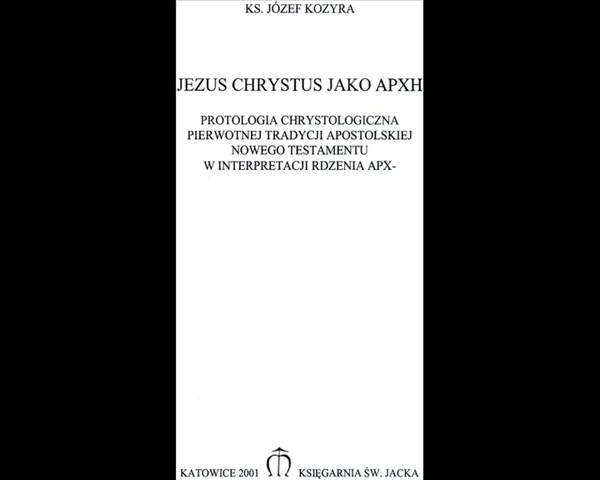 KS. JÓZEF KOZYRA
JEZUS CHRYSTUS JAKO ΑΡΧΗ
PROTOLOGIA CHRYSTOLOGICZNA
PIERWOTNEJ TRADYCJI APOSTOLSKIEJ
NOWEGO TESTAMENTU
W INTERPRETACJI RDZENIA ΑΡΧ-
KATOWICE 2001 KSIĘGARNIA ŚW. JACKA